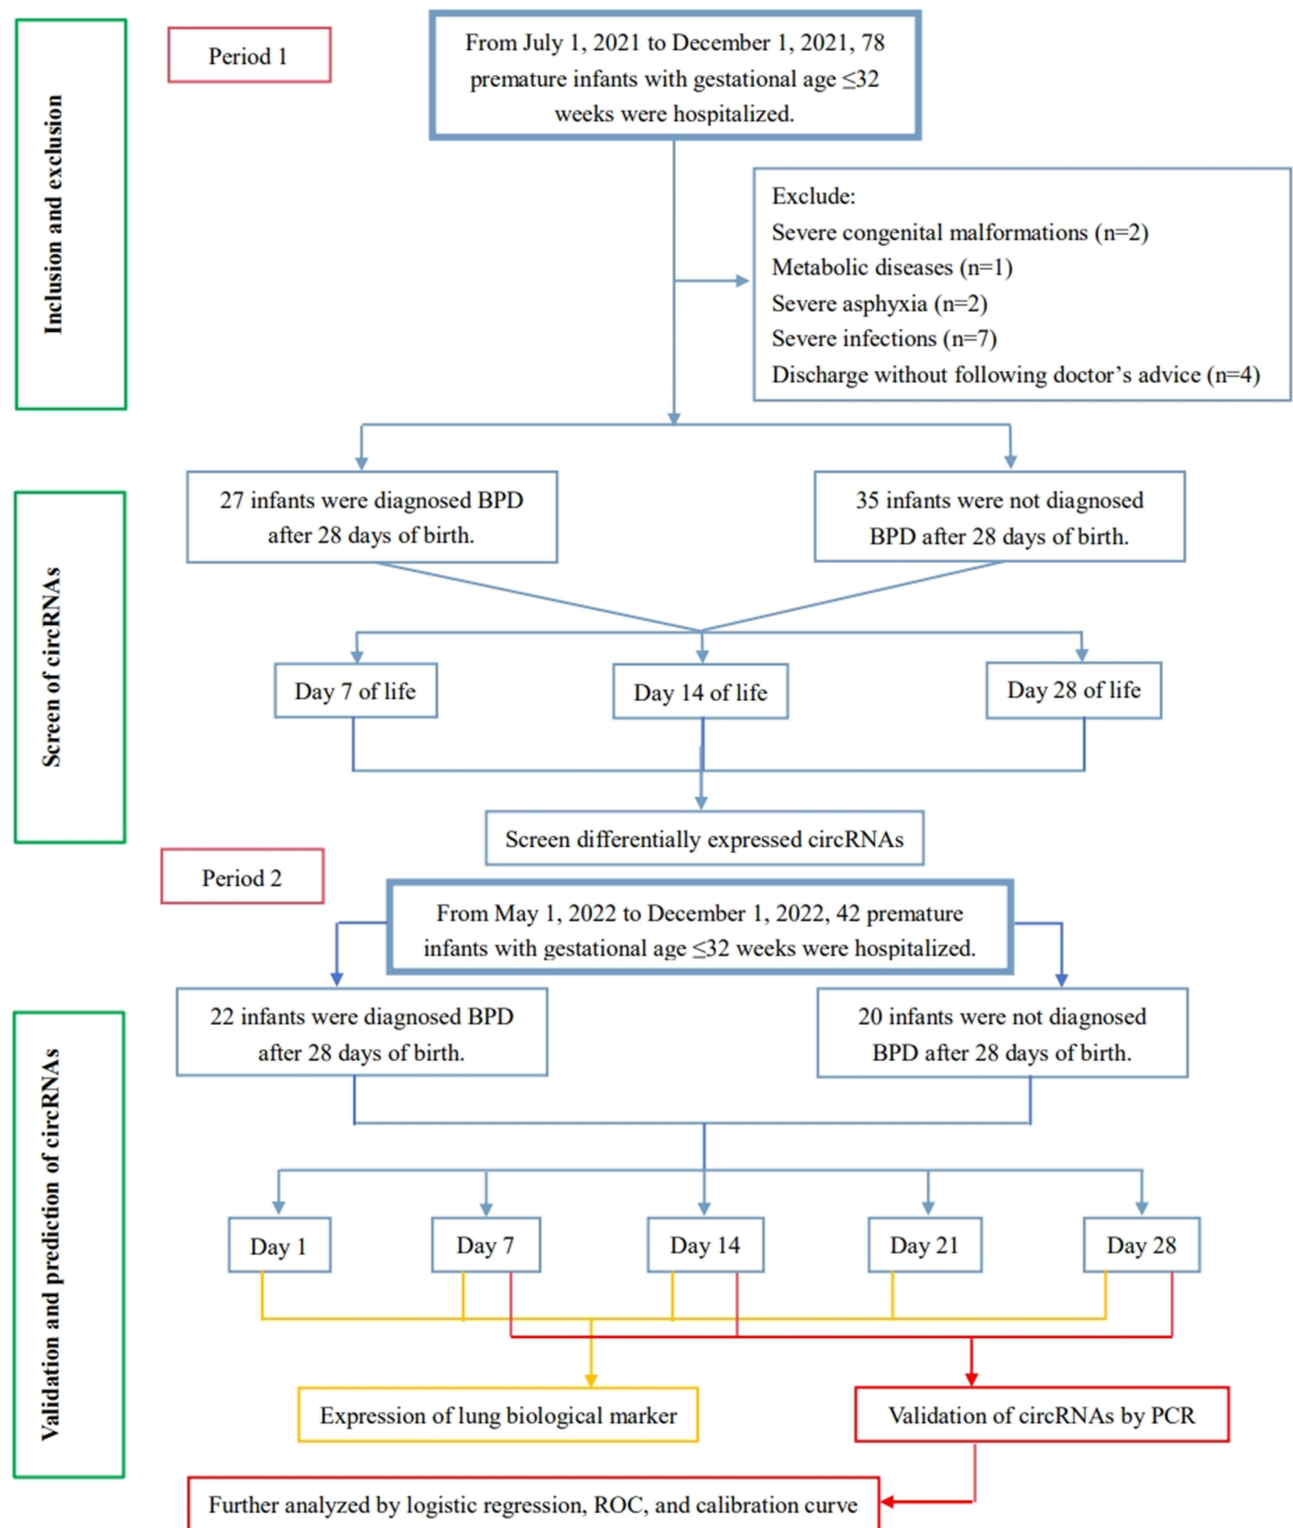 Inclusion and exclusion
Period 1
From July 1, 2021 to December 1, 2021, 78
premature infants with gestational age ≤32
weeks were hospitalized.
Exclude:
Severe congenital malformations (n=2)
Metabolic diseases (n=1)
Severe asphyxia (n=2)
Severe infections (n=7)
Discharge without following doctor’s advice (n=4)
Screen of circRNAs
27 infants were diagnosed BPD
after 28 days of birth.
35 infants were not diagnosed
BPD after 28 days of birth.
Day 7 of life
Day 14 of life
Day 28 of life
Screen differentially expressed circRNAs
Period 2
From May 1, 2022 to December 1, 2022, 42 premature
infants with gestational age ≤32 weeks were hospitalized.
Validation and prediction of circRNAs
22 infants were diagnosed BPD
after 28 days of birth.
20 infants were not diagnosed
BPD after 28 days of birth.
Day 1
Day 7
Day 14
Day 21
Day 28
Expression of lung biological marker
Validation of circRNAs by PCR
Further analyzed by logistic regression, ROC, and calibration curve